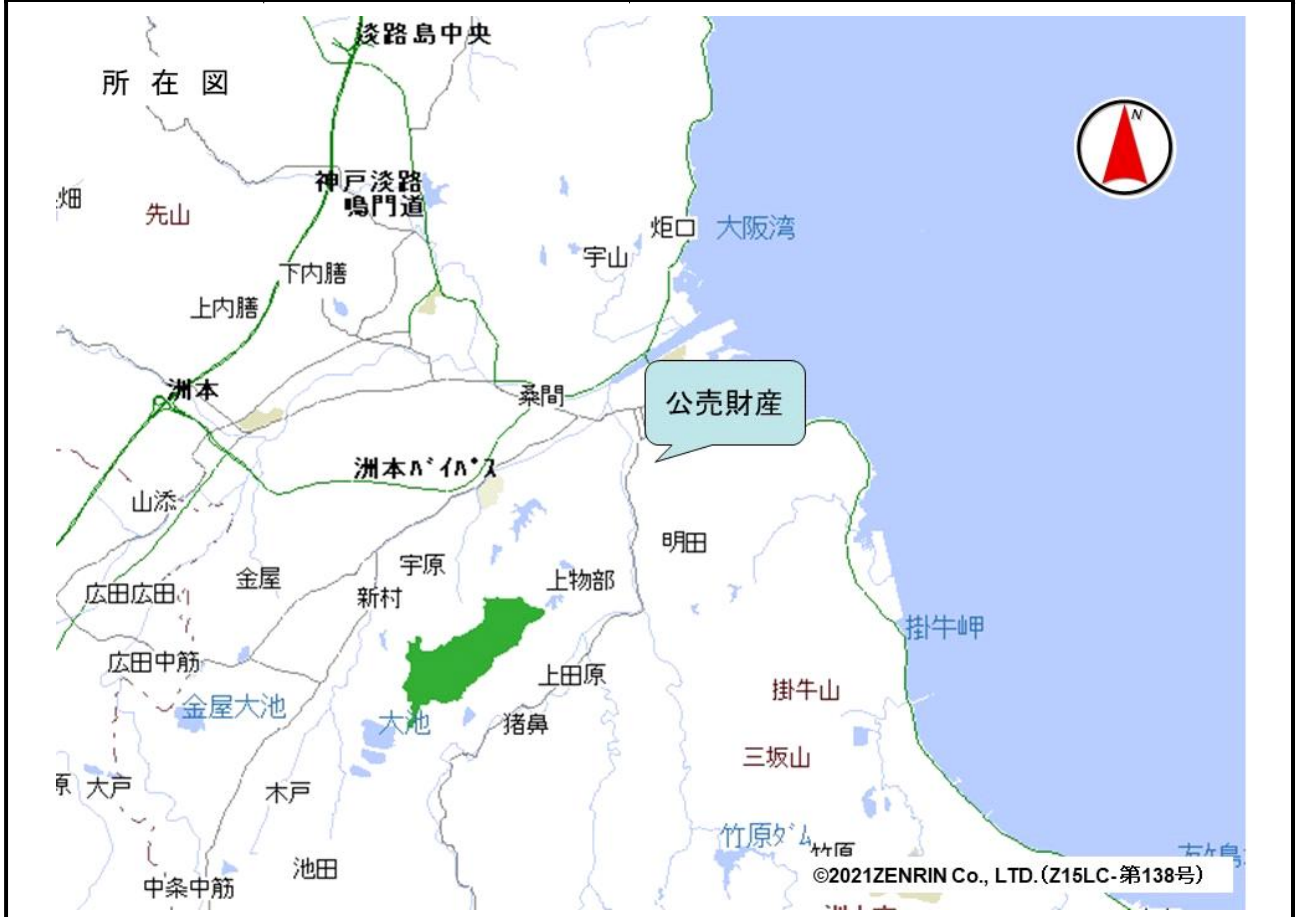 淡路島中央
所在図
N
神戸淡路
鳴門道
畑
先山
炬口
大阪湾
宇山
下内膳
上内膳
洲本
桑間
公売財産
洲本バイパス
山添
明田
宇原
上物部
金屋
新村
広田広田
掛牛岬
広田中筋
上田原
掛牛山
金屋大池
大池
猪鼻
三坂山
原
大戸
木戸
竹原ダム
竹原
池田
中条中筋
©2021ZENRIN Co., LTD.（Z15LC-第138号）